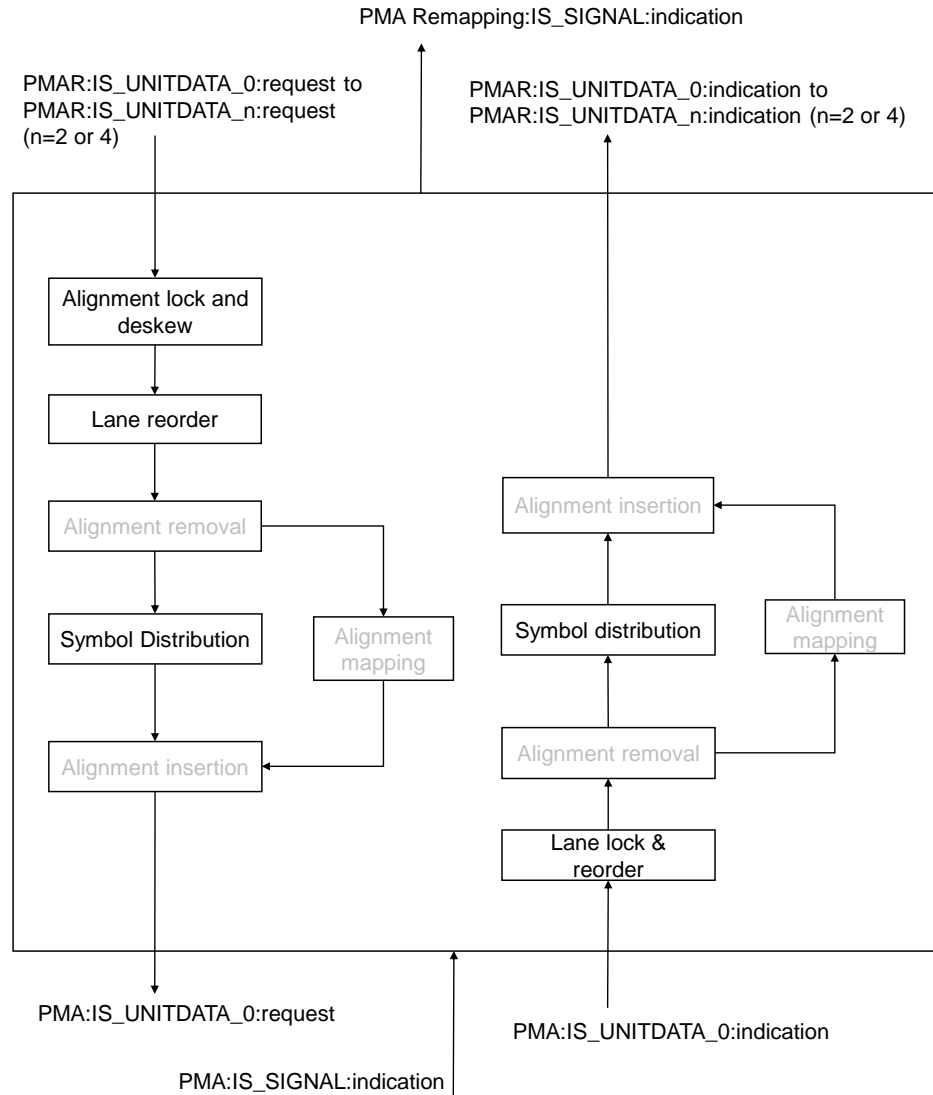 PMA Remapping:IS_SIGNAL:indication
PMAR:IS_UNITDATA_0:request to
PMAR:IS_UNITDATA_n:request
(n=2 or 4)
PMAR:IS_UNITDATA_0:indication to
PMAR:IS_UNITDATA_n:indication (n=2 or 4)
Alignment lock and
deskew
Lane reorder
Alignment removal
Symbol Distribution
Alignment
mapping
Alignment insertion
Alignment insertion
Symbol distribution
Alignment
mapping
Alignment removal
Lane lock &
reorder
PMA:IS_UNITDATA_0:request
PMA:IS_UNITDATA_0:indication
PMA:IS_SIGNAL:indication